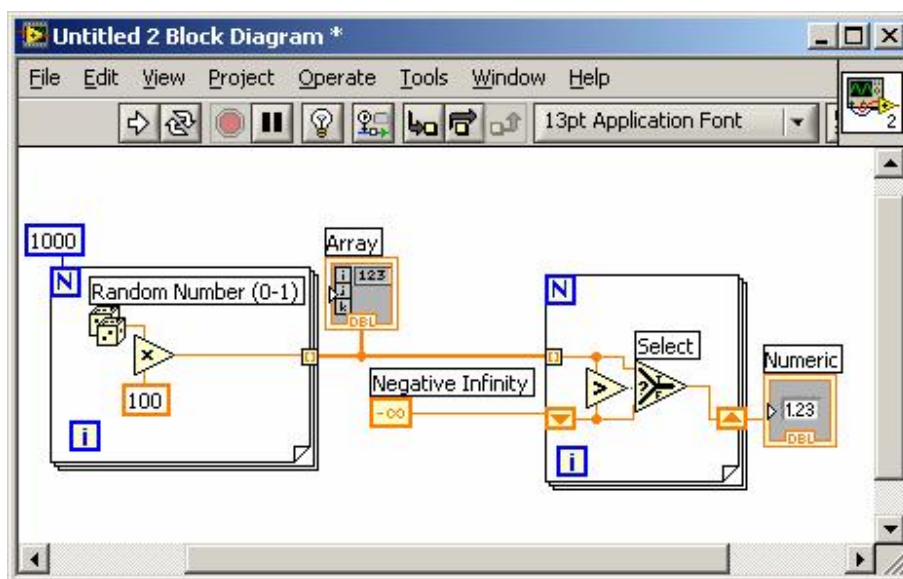 Untitled 2 Block Diagram *
File Edit View Project Operate Tools Window Help
13pt Application Font
2
1000
N
Random Number (0-1)
100
i
Array
i 123
j
k
DBL
Negative Infinity
-∞
N
Select
?
F
>
i
Numeric
1.23
DBL